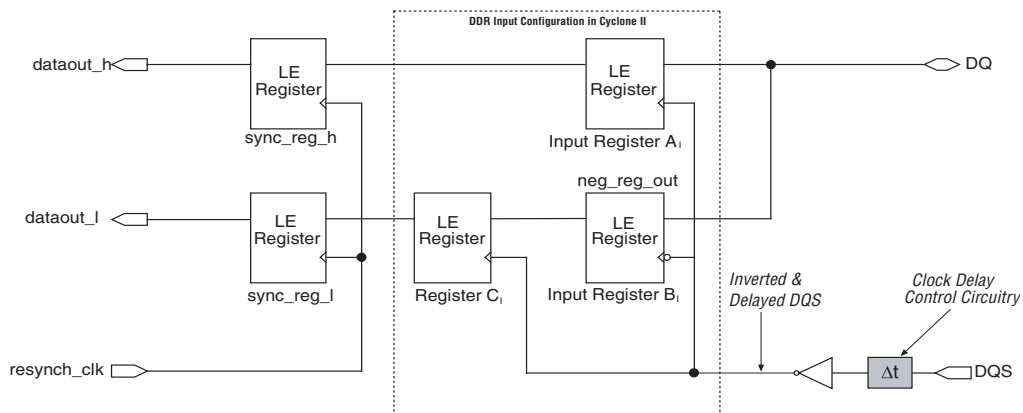 DDR Input Configuration in Cyclone II
dataout_h
LE
Register
sync_reg_h
LE
Register
Input Register A I
DQ
neg_reg_out
dataout_l
LE
Register
sync_reg_l
LE
Register
Register C I
LE
Register
Input Register B I
Inverted &
Delayed DQS
Clock Delay
Control Circuitry
resynch_clk
Δt
DQS